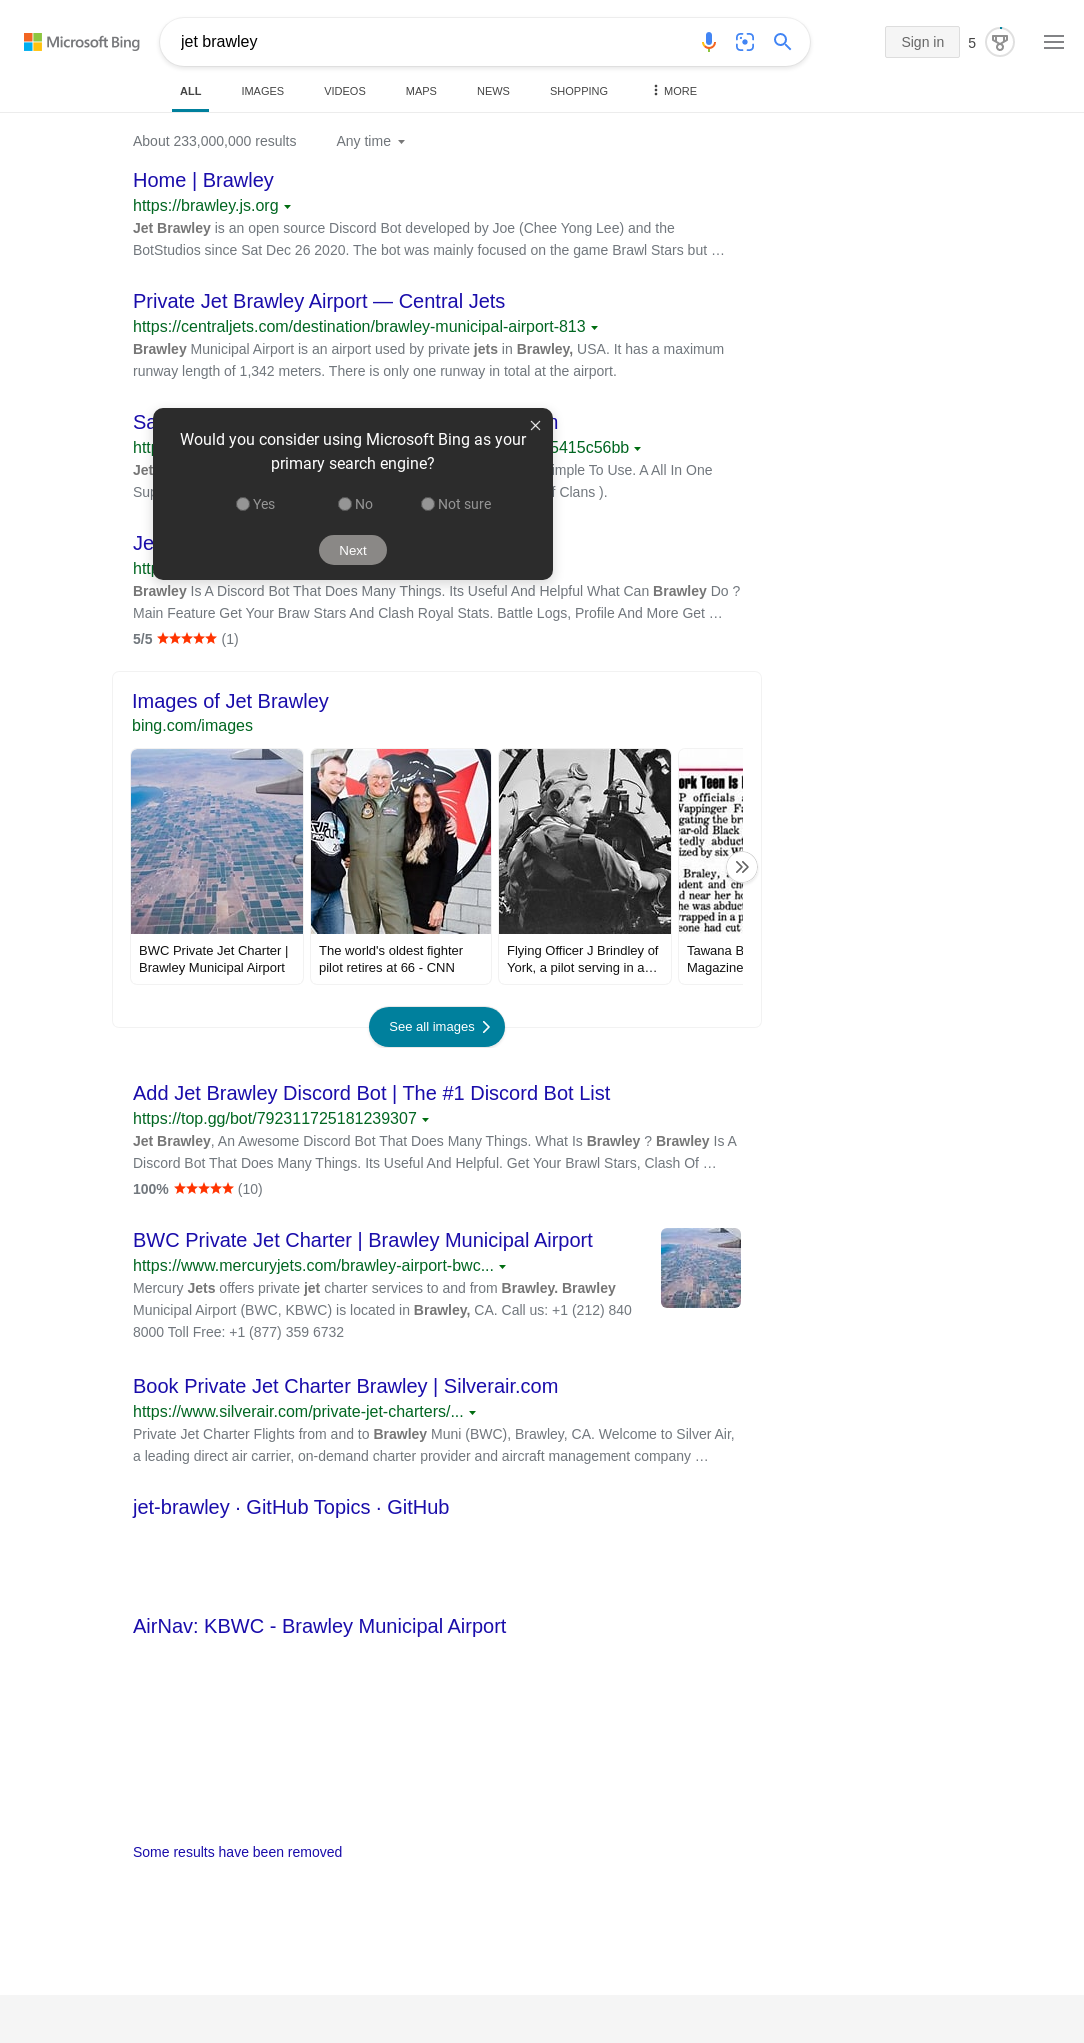 Microsoft Bing
jet brawley
Sign in
5
ALL
IMAGES
VIDEOS
MAPS
NEWS
SHOPPING
MORE
About 233,000,000 results
Any time
Home | Brawley
https://brawley.js.org
Jet Brawley is an open source Discord Bot developed by Joe (Chee Yong Lee) and the
BotStudios since Sat Dec 26 2020. The bot was mainly focused on the game Brawl Stars but …
Private Jet Brawley Airport — Central Jets
https://centraljets.com/destination/brawley-municipal-airport-813
Brawley Municipal Airport is an airport used by private jets in Brawley, USA. It has a maximum
runway length of 1,342 meters. There is only one runway in total at the airport.
5415c56bb
Jet
imple To Use. A All In One
f Clans ).
Would you consider using Microsoft Bing as your
primary search engine?
Yes
No
Not sure
Next
Brawley Is A Discord Bot That Does Many Things. Its Useful And Helpful What Can Brawley Do ?
Main Feature Get Your Braw Stars And Clash Royal Stats. Battle Logs, Profile And More Get …
5/5
(1)
Images of Jet Brawley
bing.com/images
ork Teen Is
P officials
Wappinger Fa
gating the br
ear-old Black
tedly abduct
ized by six W
Braley,
udent and ch
d near her ho
he was abduct
rapped in a p
eone had cut
BWC Private Jet Charter |
Brawley Municipal Airport
The world's oldest fighter
pilot retires at 66 - CNN
Flying Officer J Brindley of
York, a pilot serving in a…
Tawana B
Magazine
See all images
Add Jet Brawley Discord Bot | The #1 Discord Bot List
https://top.gg/bot/792311725181239307
Jet Brawley, An Awesome Discord Bot That Does Many Things. What Is Brawley ? Brawley Is A
Discord Bot That Does Many Things. Its Useful And Helpful. Get Your Brawl Stars, Clash Of …
100%
(10)
BWC Private Jet Charter | Brawley Municipal Airport
https://www.mercuryjets.com/brawley-airport-bwc...
Mercury Jets offers private jet charter services to and from Brawley. Brawley
Municipal Airport (BWC, KBWC) is located in Brawley, CA. Call us: +1 (212) 840
8000 Toll Free: +1 (877) 359 6732
Book Private Jet Charter Brawley | Silverair.com
https://www.silverair.com/private-jet-charters/...
Private Jet Charter Flights from and to Brawley Muni (BWC), Brawley, CA. Welcome to Silver Air,
a leading direct air carrier, on-demand charter provider and aircraft management company …
jet-brawley · GitHub Topics · GitHub
AirNav: KBWC - Brawley Municipal Airport
Some results have been removed